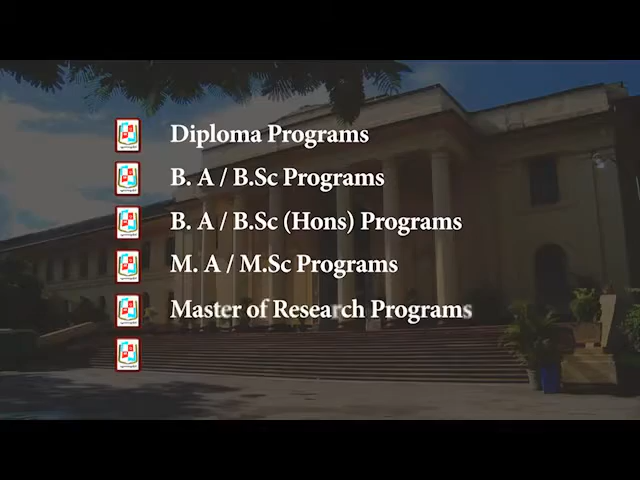 Diploma Programs
B. A / B.Sc Programs
B. A / B.Sc (Hons) Programs
M. A / M.Sc Programs
Master of Research Programs